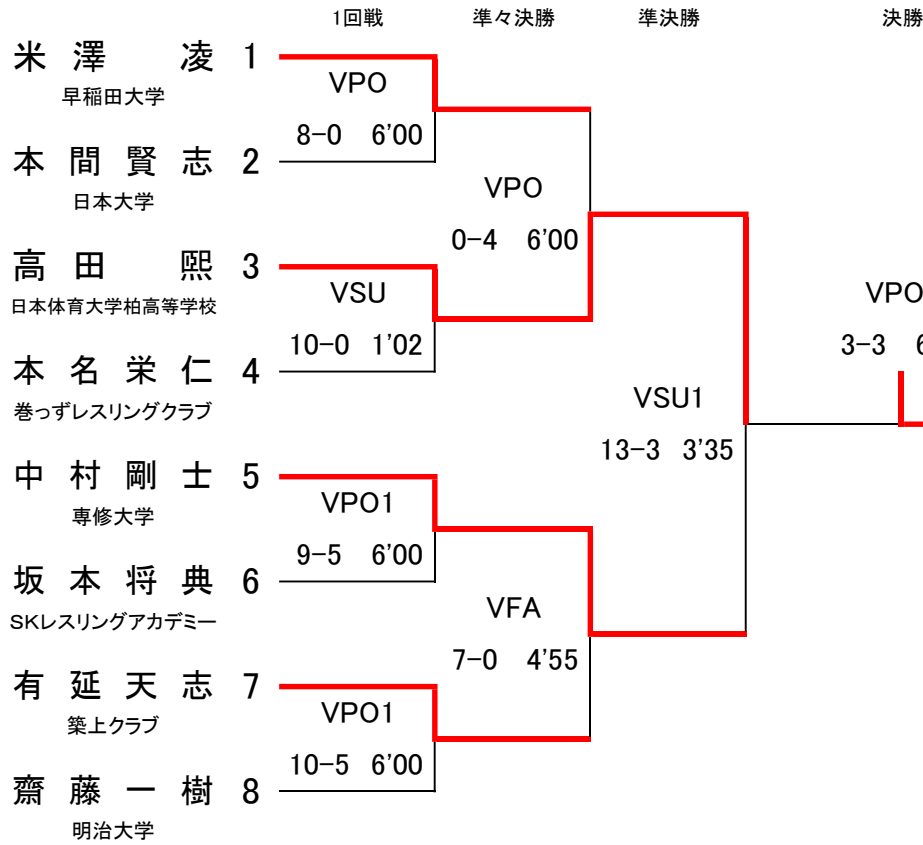 1回戦 準々決勝 準決勝 決勝
米澤 凌 1
早稲田大学
VPO
8-0 6'00
本間賢志 2
日本大学
VPO
0-4 6'00
高田 熙 3
日本体育大学柏高等学校
VSU
10-0 1'02
VPO
3-3 6
本名栄仁 4
巻っずレスリングクラブ
VSU1
13-3 3'35
中村剛士 5
専修大学
VPO1
9-5 6'00
坂本将典 6
SKレスリングアカデミー
VFA
7-0 4'55
有延天志 7
築上クラブ
VPO1
10-5 6'00
齋藤一樹 8
明治大学